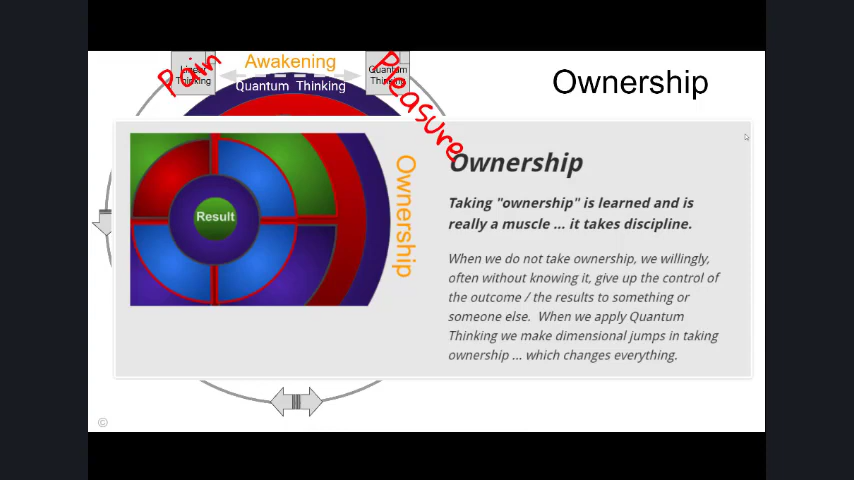 Awakening
Linear
Thinking
Pain
Quantum Thinking
Quantum
Thinking
Pleasure
Ownership
Ownership
Result
Ownership
Taking "ownership" is learned and is
really a muscle ... it takes discipline.
When we do not take ownership, we willingly,
often without knowing it, give up the control of
the outcome / the results to something or
someone else.  When we apply Quantum
Thinking we make dimensional jumps in taking
ownership ... which changes everything.
©